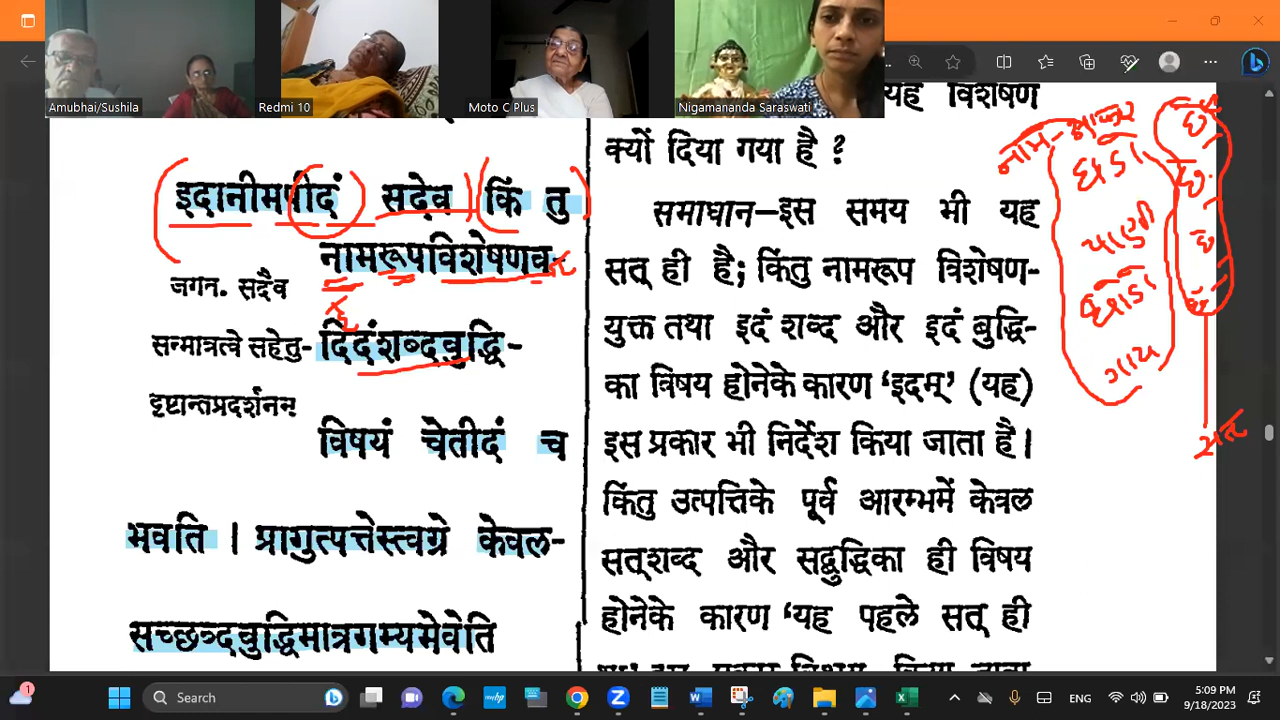 Amubhai/Sushila
Redmi 10
Moto C Plus
Nigamananda Saraswati
इदानीमपीदं सदेव किं तु
नामरूपविशेषणव-
जगन. सदैव
सन्मात्रत्वे सहेतु- दिदंशब्दबुद्धि-
दृष्टान्तप्रदर्शनम्
विषयं चेतीदं च
भवति । प्रागुत्पत्तेस्त्वग्रे केवल-
सच्छब्दबुद्धिमात्रगम्यमेवेति
यह विशेषण
क्यों दिया गया है ?
समाधान—इस समय भी यह
सत् ही है; किंतु नामरूप विशेषण-
युक्त तथा इदं शब्द और इदं बुद्धि-
का विषय होनेके कारण ‘इदम्’ (यह)
इस प्रकार भी निर्देश किया जाता है।
किंतु उत्पत्तिके पूर्व आरम्भमें केवल
सत्शब्द और सद्बुद्धिका ही विषय
होनेके कारण ‘यह पहले सत् ही
नाम-
सत्
Search
ENG
5:09 PM
9/18/2023
1